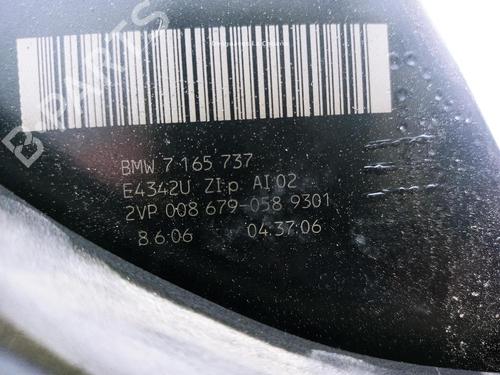 B-PARTS
BMW 7 165 737
E4342U ZI:p AI:02
2VP 008 679-058 9301
8.6:06 04:37:06